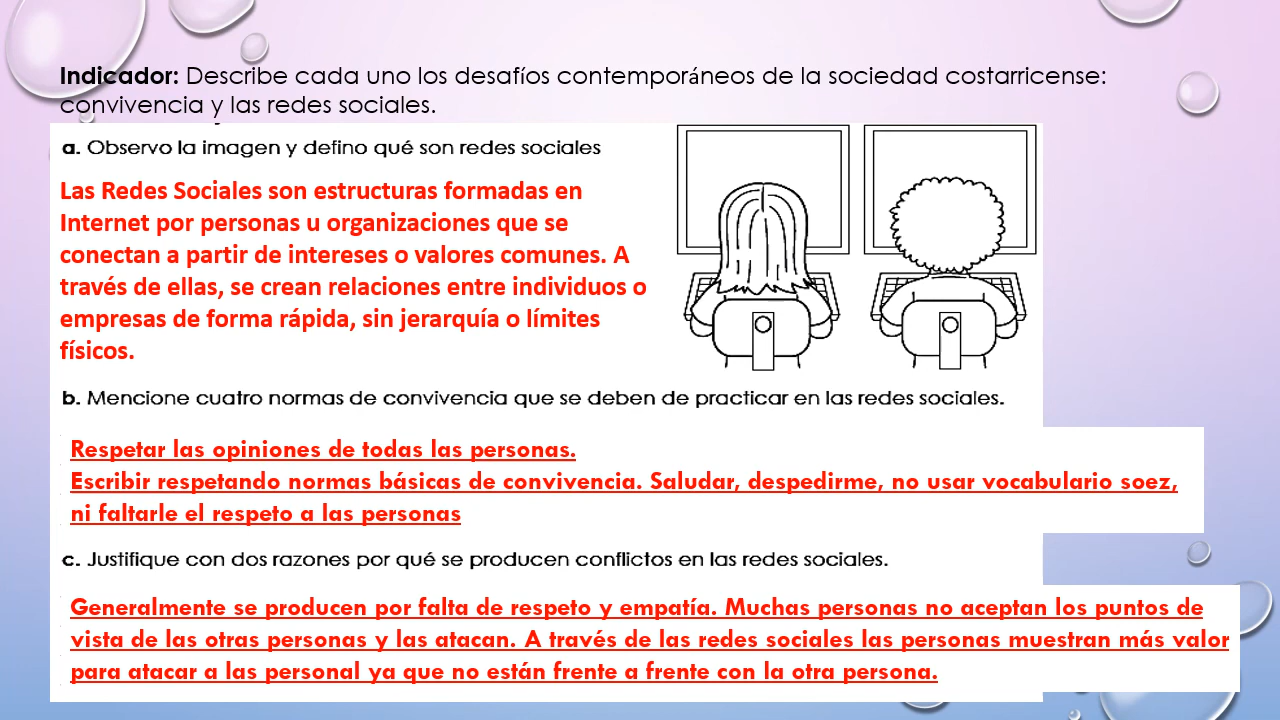 Indicador: Describe cada uno los desafíos contemporáneos de la sociedad costarricense:
convivencia y las redes sociales.
a. Observo la imagen y defino qué son redes sociales
Las Redes Sociales son estructuras formadas en
Internet por personas u organizaciones que se
conectan a partir de intereses o valores comunes. A
través de ellas, se crean relaciones entre individuos o
empresas de forma rápida, sin jerarquía o límites
físicos.
b. Mencione cuatro normas de convivencia que se deben de practicar en las redes sociales.
Respetar las opiniones de todas las personas.
Escribir respetando normas básicas de convivencia. Saludar, despedirme, no usar vocabulario soez,
ni faltarle el respeto a las personas
c. Justifique con dos razones por qué se producen conflictos en las redes sociales.
Generalmente se producen por falta de respeto y empatía. Muchas personas no aceptan los puntos de
vista de las otras personas y las atacan. A través de las redes sociales las personas muestran más valor
para atacar a las personal ya que no están frente a frente con la otra persona.